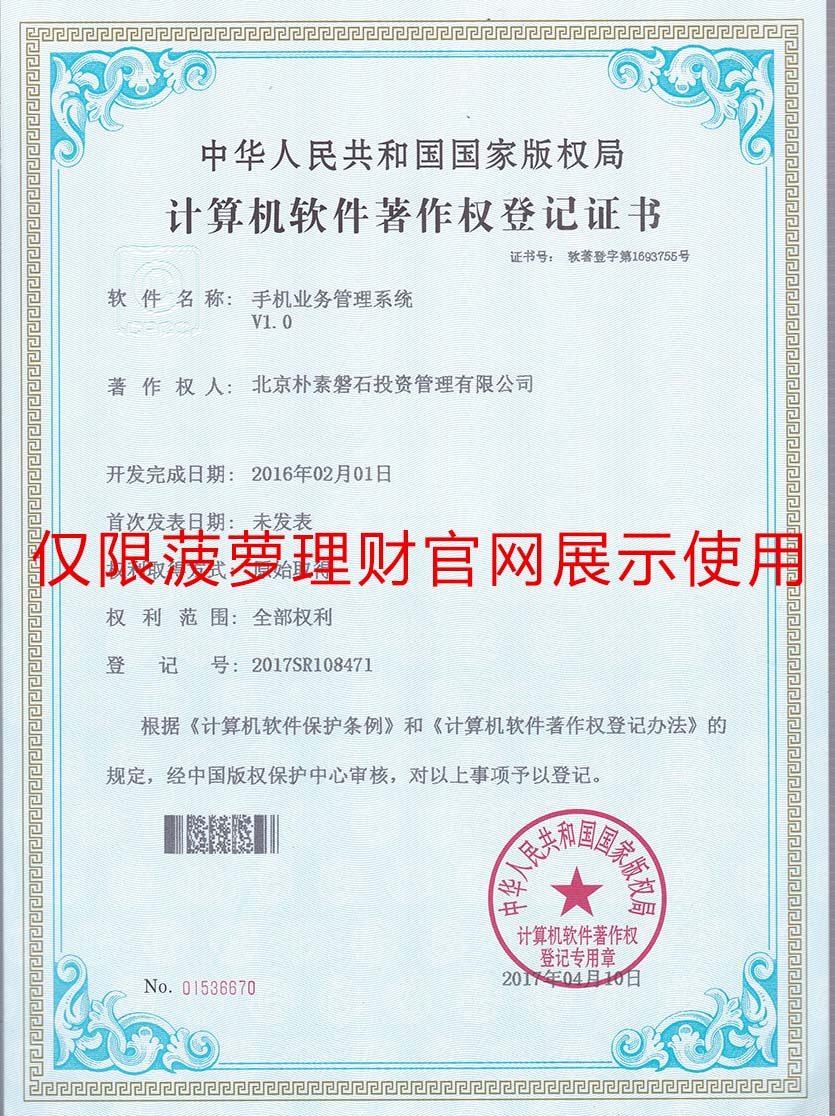 中华人民共和国国家版权局
计算机软件著作权登记证书
证书号： 软著登字第1693755号
软件名称： 手机业务管理系统
V1.0
著作权人： 北京朴素磐石投资管理有限公司
开发完成日期： 2016年02月01日
首次发表日期： 未发表
仅限菠萝理财官网展示使用
权利取得方式： 原始取得
权利范围： 全部权利
登记号： 2017SR108471
根据《计算机软件保护条例》和《计算机软件著作权登记办法》的
规定，经中国版权保护中心审核，对以上事项予以登记。
中华人民共和国国家版权局
计算机软件著作权
登记专用章
2017年04月10日
No. 01536670